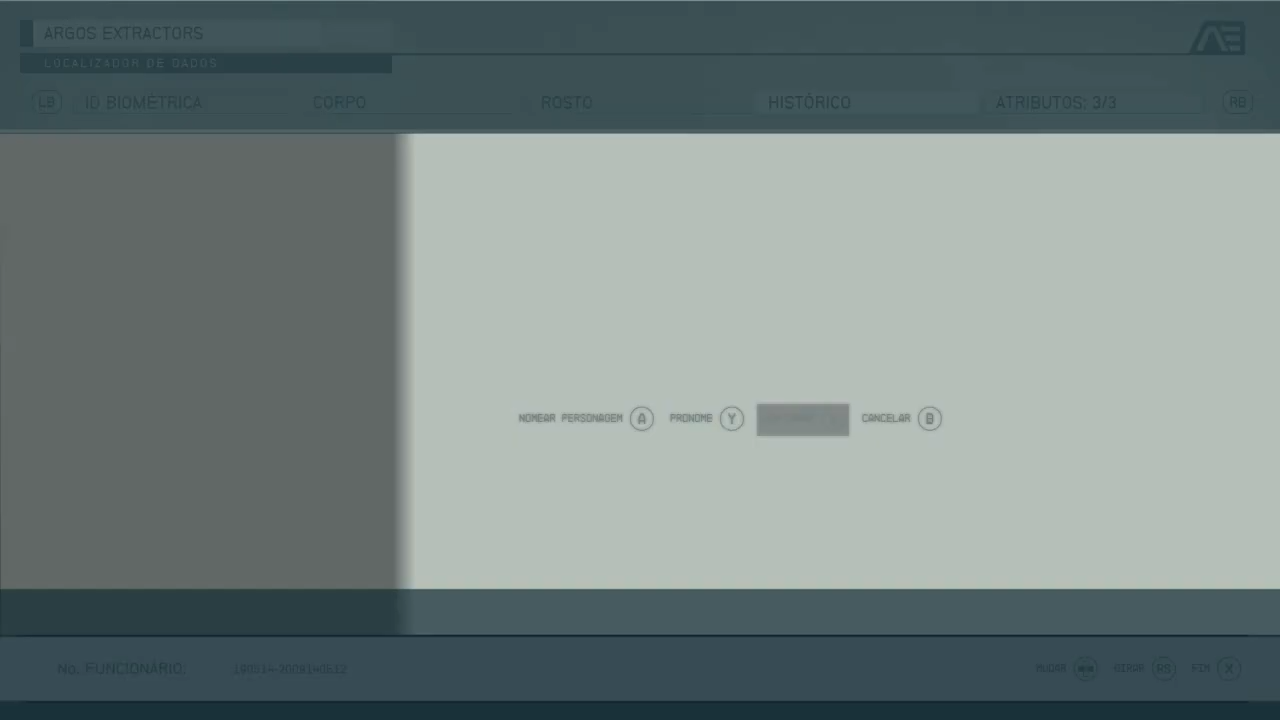 ARGOS EXTRACTORS
LOCALIZADOR DE DADOS
LB ID BIOMÉTRICA CORPO ROSTO HISTÓRICO ATRIBUTOS: 3/3 RB
NOMEAR PERSONAGEM A PRONOME Y CANCELAR B
No. FUNCIONÁRIO: MUDAR GIRAR RS FIM X